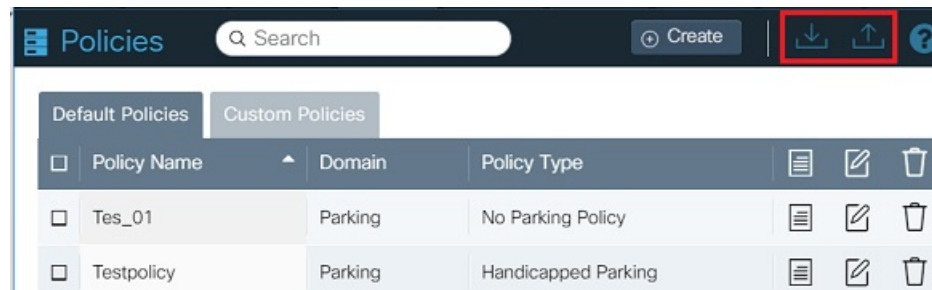 Policies Search Create ?
Default Policies Custom Policies
Policy Name Domain Policy Type
Tes_01 Parking No Parking Policy
Testpolicy Parking Handicapped Parking